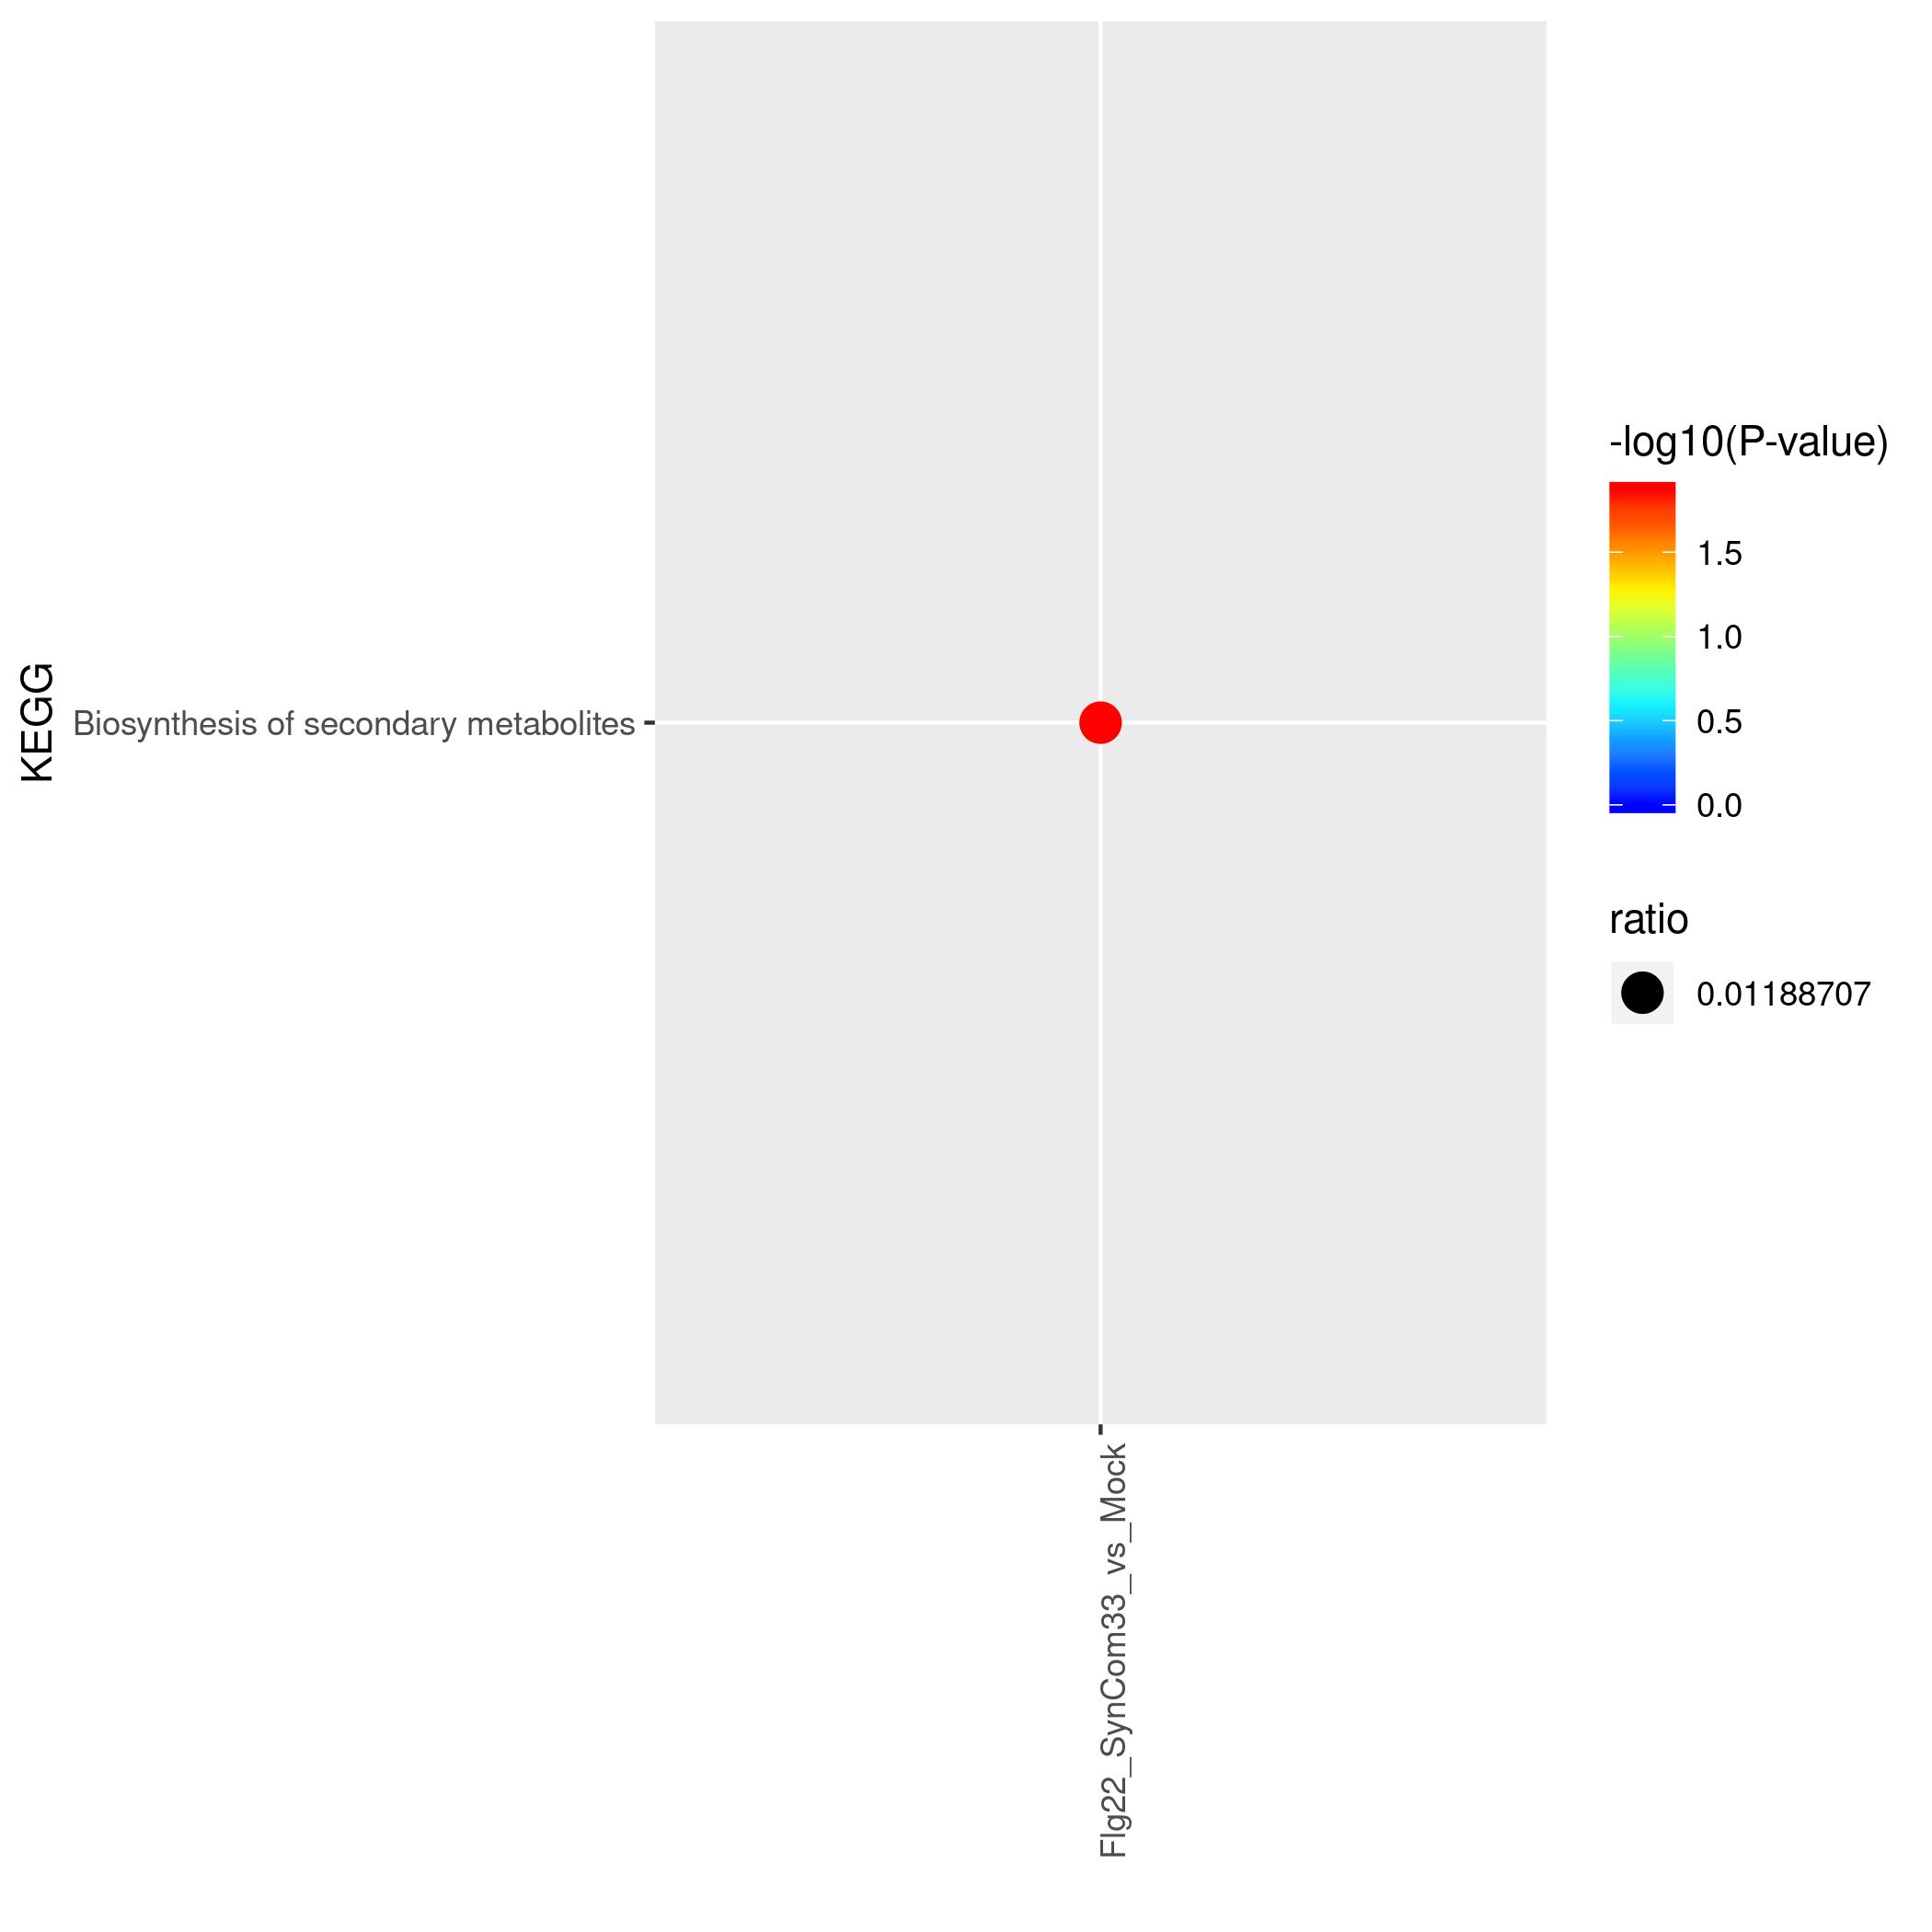 KEGG
Biosynthesis of secondary metabolites
Flg22_SynCom33_vs_Mock
-log10(P-value)
1.5
1.0
0.5
0.0
ratio
0.01188707